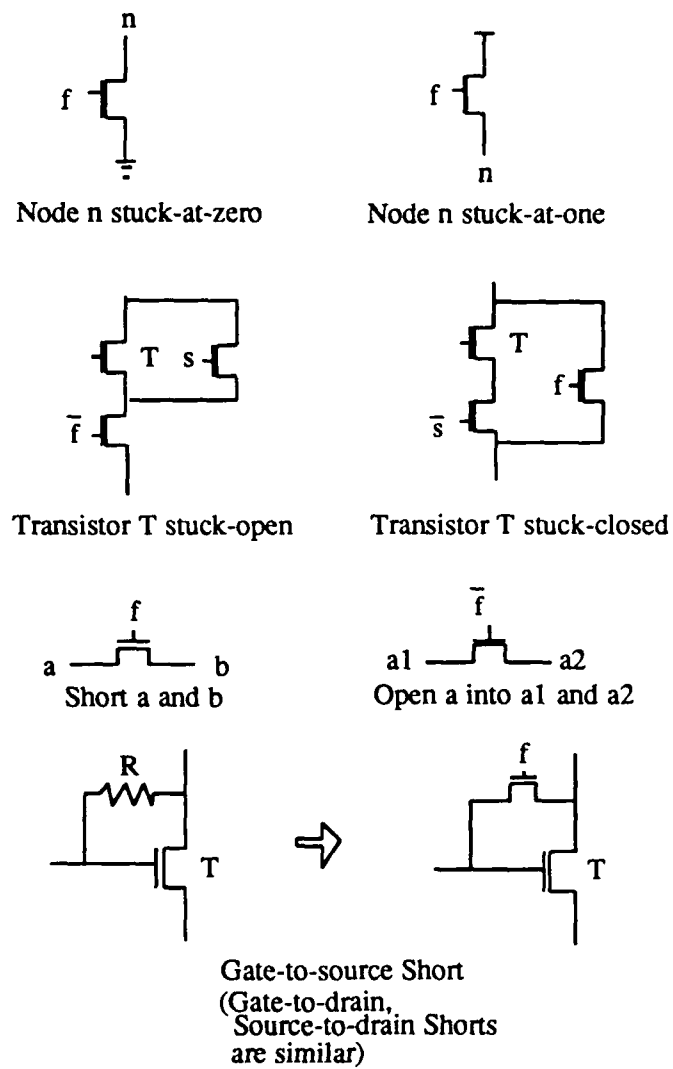 n
f
Node n stuck-at-zero
f
n
Node n stuck-at-one
T
s
f̅
Transistor T stuck-open
T
f
s̅
Transistor T stuck-closed
f
a
b
Short a and b
f̅
a1
a2
Open a into a1 and a2
R
T
f
T
Gate-to-source Short
(Gate-to-drain,
Source-to-drain Shorts
are similar)